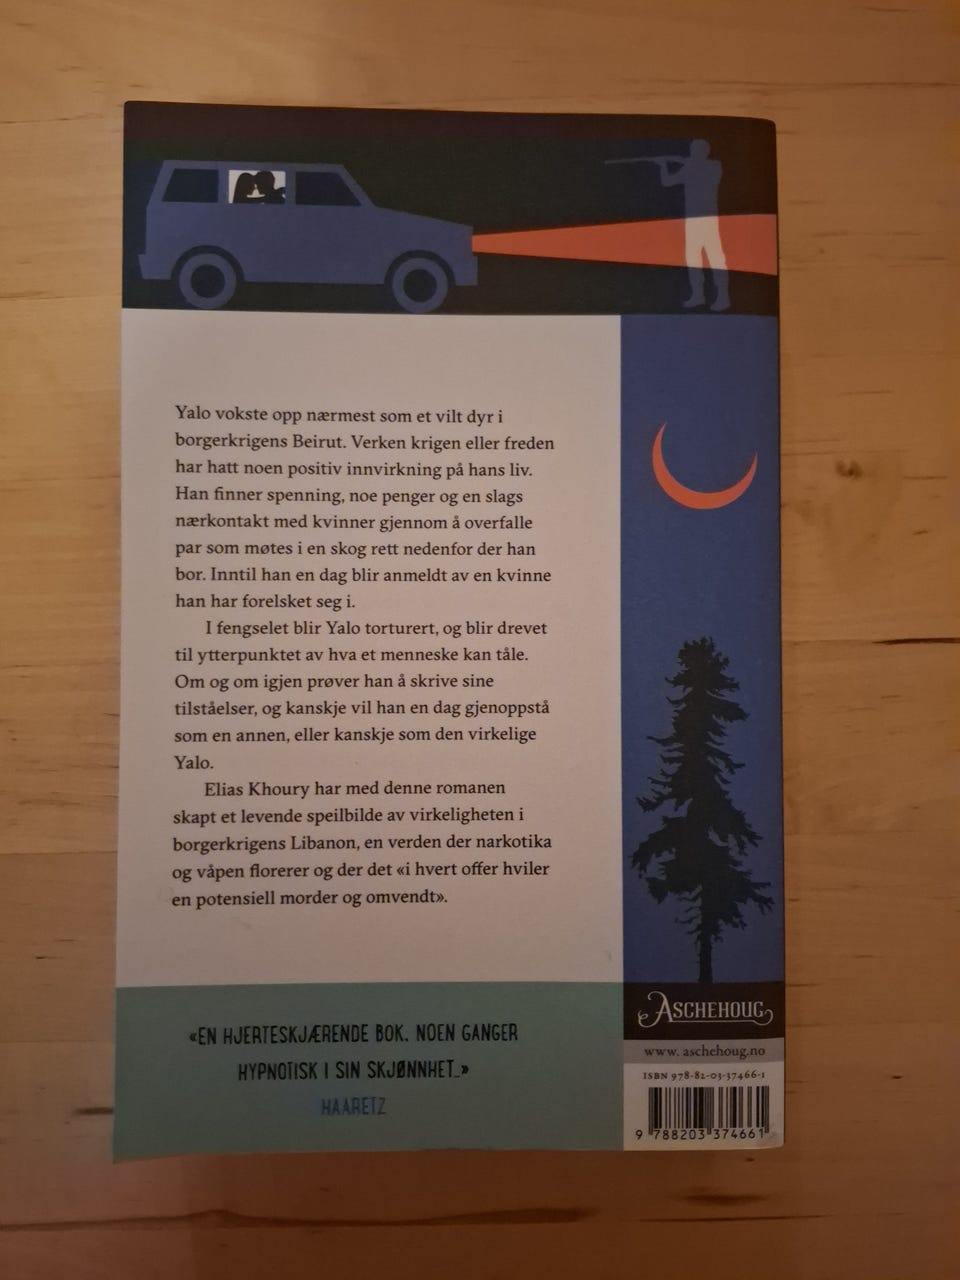 Yalo vokste opp nærmest som et vilt dyr i
borgerkrigens Beirut. Verken krigen eller freden
har hatt noen positiv innvirkning på hans liv.
Han finner spenning, noe penger og en slags
nærkontakt med kvinner gjennom å overfalle
par som møtes i en skog rett nedenfor der han
bor. Inntil han en dag blir anmeldt av en kvinne
han har forelsket seg i.
I fengselet blir Yalo torturert, og blir drevet
til ytterpunktet av hva et menneske kan tåle.
Om og om igjen prøver han å skrive sine
tilståelser, og kanskje vil han en dag gjenoppstå
som en annen, eller kanskje som den virkelige
Yalo.
Elias Khoury har med denne romanen
skapt et levende speilbilde av virkeligheten i
borgerkrigens Libanon, en verden der narkotika
og våpen florerer og der det «i hvert offer hviler
en potensiell morder og omvendt».
«EN HJERTESKJÆRENDE BOK. NOEN GANGER
HYPNOTISK I SIN SKJØNNHET...»
HAARETZ
ASCHEHOUG
www. aschehoug.no
ISBN 978-82-03-37466-1
9 788203 374661